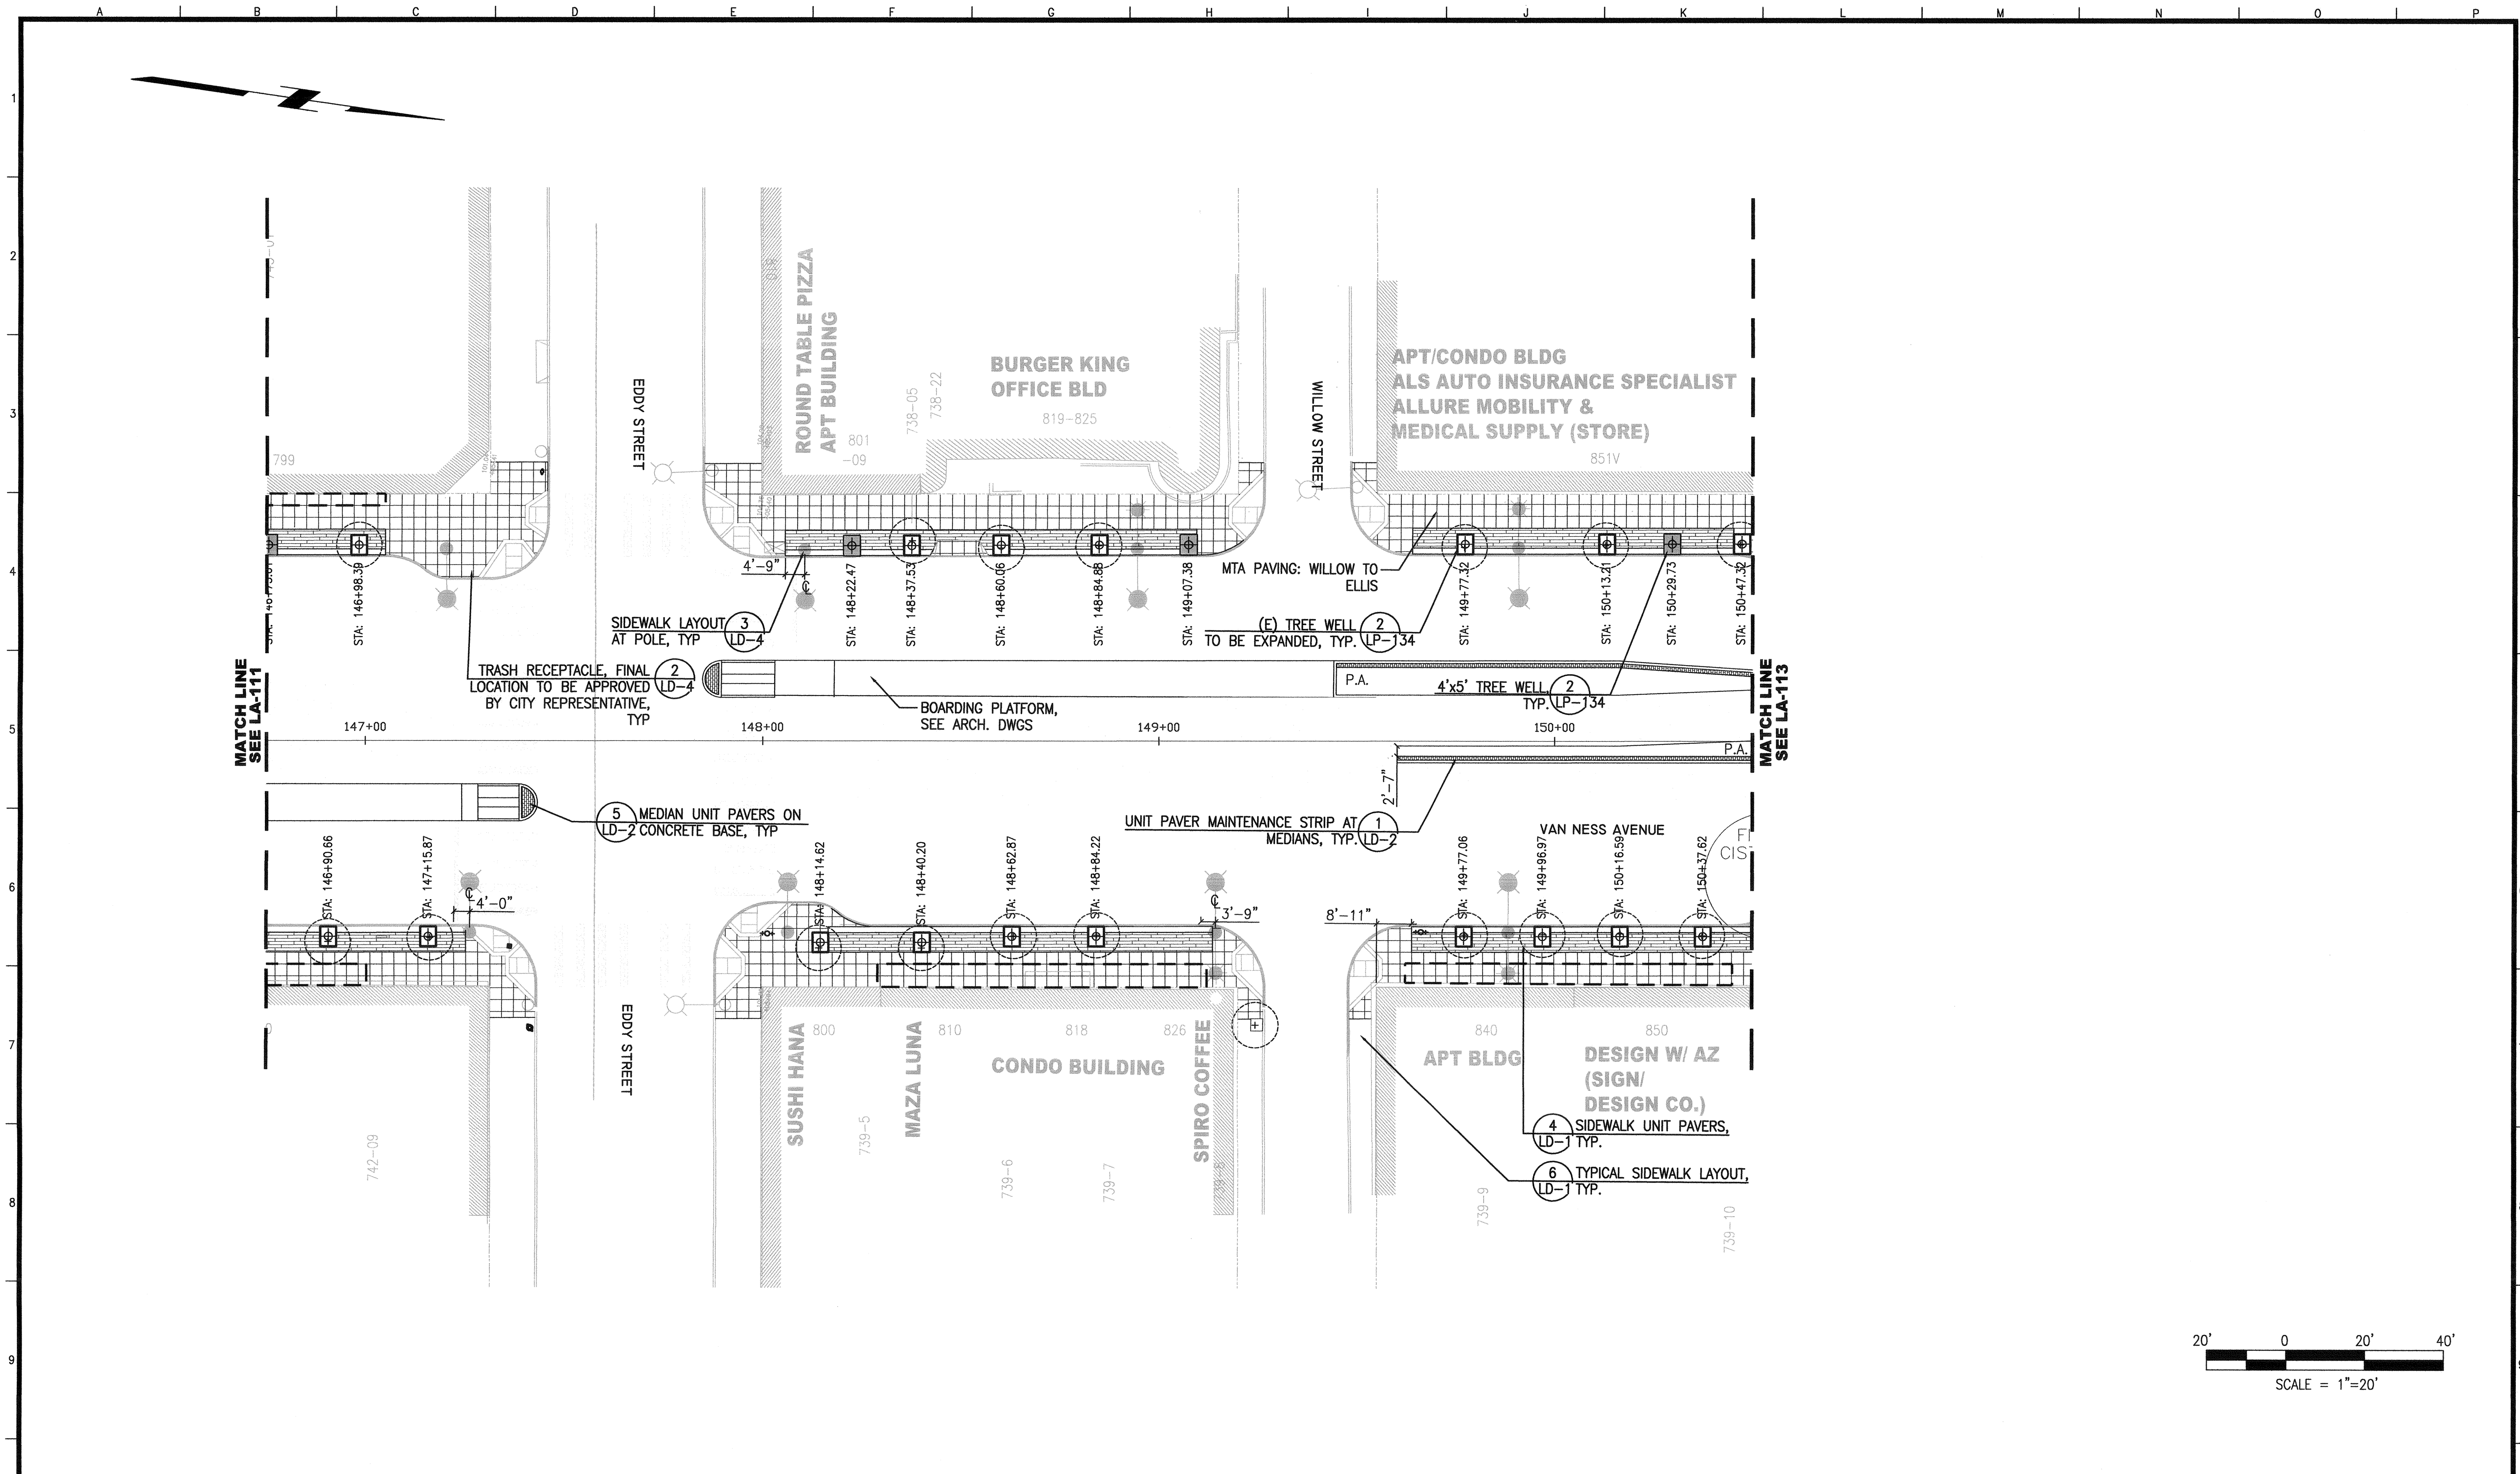 A B C D E F G H I J K L M N O P
1
2
3
4
5
6
7
8
9
MATCH LINE
SEE LA-111
799
EDDY STREET
ROUND TABLE PIZZA
APT BUILDING
801
-09
738-05
738-22
BURGER KING
OFFICE BLD
819-825
WILLOW STREET
APT/CONDO BLDG
ALS AUTO INSURANCE SPECIALIST
ALLURE MOBILITY &
MEDICAL SUPPLY (STORE)
851V
STA: 146+98.39
4'-9"
℄
STA: 148+22.47
STA: 148+37.53
STA: 148+60.06
STA: 148+84.88
STA: 149+07.38
MTA PAVING: WILLOW TO
ELLIS
STA: 149+77.32
STA: 150+13.21
STA: 150+29.73
STA: 150+47.32
SIDEWALK LAYOUT
AT POLE, TYP
3
LD-4
(E) TREE WELL
TO BE EXPANDED, TYP.
2
LP-134
TRASH RECEPTACLE, FINAL
LOCATION TO BE APPROVED
BY CITY REPRESENTATIVE,
TYP
2
LD-4
BOARDING PLATFORM,
SEE ARCH. DWGS
P.A.
4'x5' TREE WELL,
TYP.
2
LP-134
MATCH LINE
SEE LA-113
147+00
148+00
149+00
150+00
P.A.
2'-7"
5
LD-2
MEDIAN UNIT PAVERS ON
CONCRETE BASE, TYP
UNIT PAVER MAINTENANCE STRIP AT
MEDIANS, TYP.
1
LD-2
VAN NESS AVENUE
STA: 146+90.66
STA: 147+15.87
℄
4'-0"
STA: 148+14.62
STA: 148+40.20
STA: 148+62.87
STA: 148+84.22
℄
3'-9"
8'-11"
STA: 149+77.06
STA: 149+96.97
STA: 150+16.59
STA: 150+37.62
EDDY STREET
800
810
818
826
840
850
SUSHI HANA
MAZA LUNA
CONDO BUILDING
SPIRO COFFEE
APT BLDG
DESIGN W/ AZ
(SIGN/
DESIGN CO.)
742-09
739-5
739-6
739-7
739-9
739-10
4
LD-1
SIDEWALK UNIT PAVERS,
TYP.
6
LD-1
TYPICAL SIDEWALK LAYOUT,
TYP.
20' 0 20' 40'
SCALE = 1"=20'